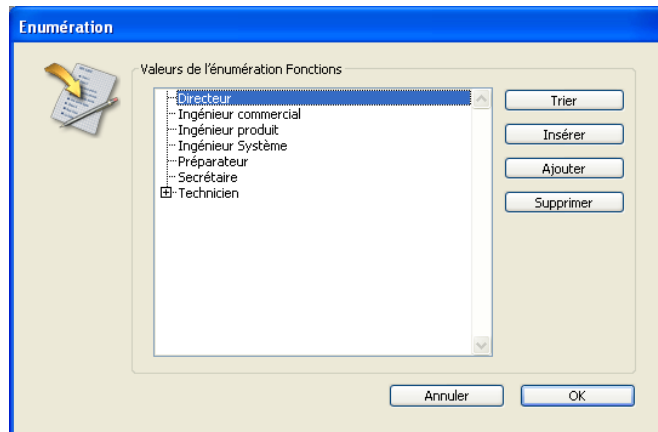 Enumération
Valeurs de l'énumération Fonctions
Directeur
Ingénieur commercial
Ingénieur produit
Ingénieur Système
Préparateur
Secrétaire
Technicien
Trier
Insérer
Ajouter
Supprimer
Annuler
OK